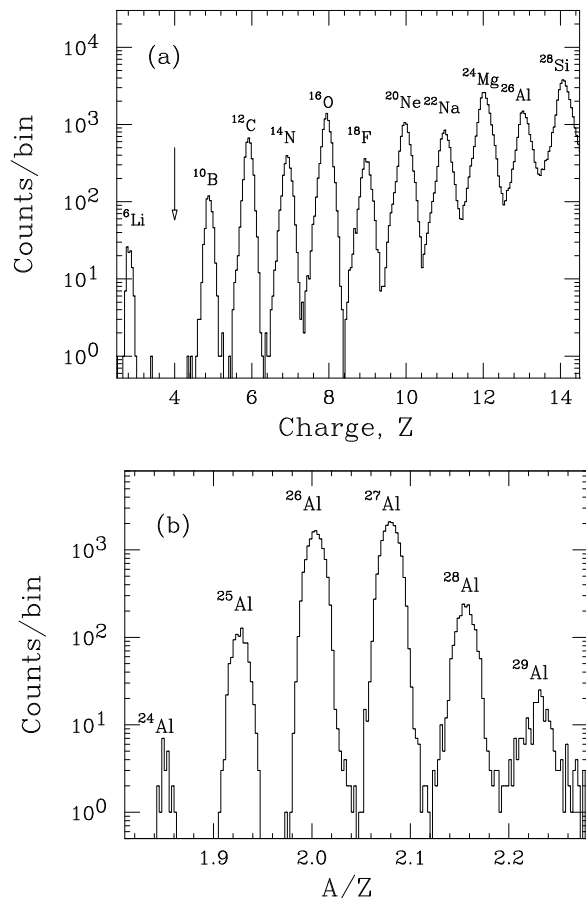 (a)
⁶Li
¹⁰B
¹²C
¹⁴N
¹⁶O
¹⁸F
²⁰Ne
²²Na
²⁴Mg
²⁶Al
²⁸Si
10⁴
10³
10²
10¹
10⁰
Counts/bin
4 6 8 10 12 14
Charge, Z
(b)
²⁴Al
²⁵Al
²⁶Al
²⁷Al
²⁸Al
²⁹Al
10³
10²
10¹
10⁰
Counts/bin
1.9 2.0 2.1 2.2
A/Z